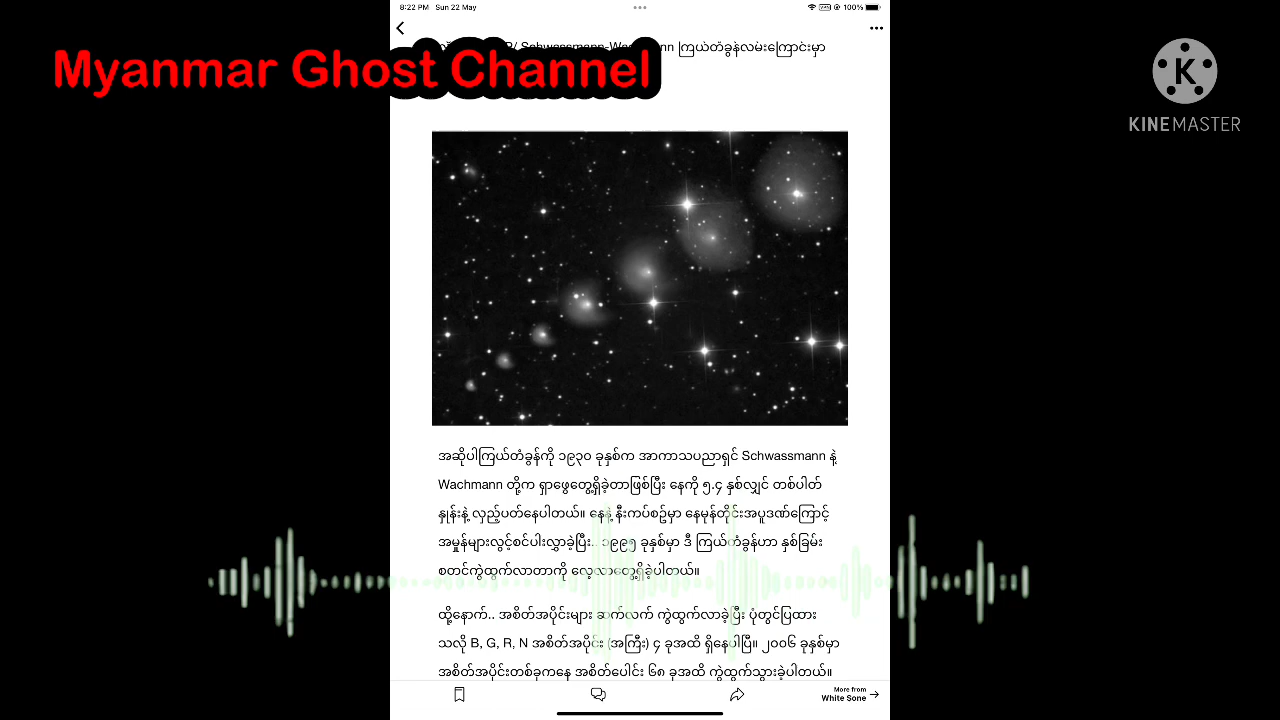 8:22 PM Sun 22 May
100%
Schwassmann-Wachmann ကြယ်တံခွန်လမ်းကြောင်းမှာ
Myanmar Ghost Channel
K
KINEMASTER
အဆိုပါကြယ်တံခွန်ကို ၁၉၃၀ ခုနှစ်က အာကာသပညာရှင် Schwassmann နဲ့
Wachmann တို့က ရှာဖွေတွေ့ရှိခဲ့တာဖြစ်ပြီး နေကို ၅.၄ နှစ်လျှင် တစ်ပါတ်
နှုန်းနဲ့ လှည့်ပတ်နေပါတယ်။ နေနဲ့ နီးကပ်စဥ်မှာ နေမုန်တိုင်းအပူဒဏ်ကြောင့်
အမှုန်များလွင့်စင်ပါးလွှာခဲ့ပြီး.. ၁၉၉၅ ခုနှစ်မှာ ဒီ ကြယ်တံခွန်ဟာ နှစ်ခြမ်း
စတင်ကွဲထွက်လာတာကို လေ့လာတွေ့ရှိခဲ့ပါတယ်။
ထို့နောက်.. အစိတ်အပိုင်းများ ဆက်လက် ကွဲထွက်လာခဲ့ပြီး ပုံတွင်ပြထား
သလို B, G, R, N အစိတ်အပိုင်း (အကြီး) ၄ ခုအထိ ရှိနေပါပြီ။ ၂၀၀၆ ခုနှစ်မှာ
အစိတ်အပိုင်းတစ်ခုကနေ အစိတ်ပေါင်း ၆၈ ခုအထိ ကွဲထွက်သွားခဲ့ပါတယ်။
More from
White Sone